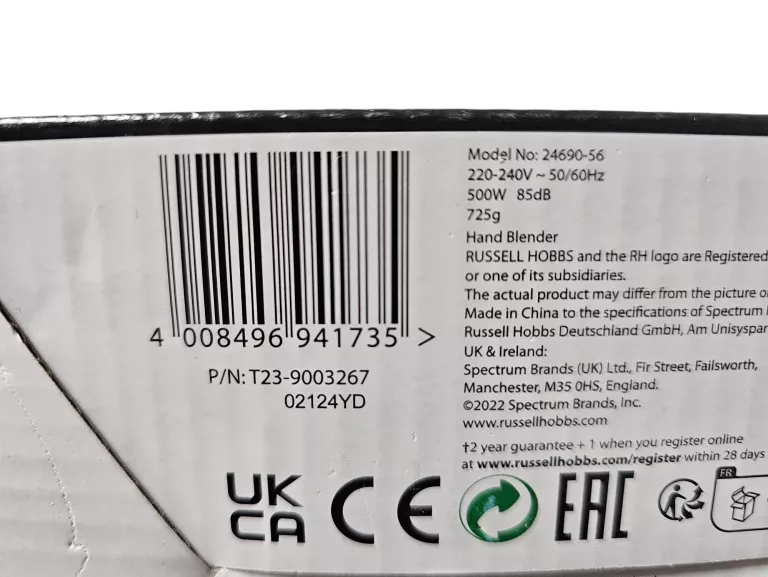 4 008496 941735 >
P/N: T23-9003267
02124YD
Model No: 24690-56
220-240V ~ 50/60Hz
500W 85dB
725g
Hand Blender
RUSSELL HOBBS and the RH logo are Registered
or one of its subsidiaries.
The actual product may differ from the picture
Made in China to the specifications of Spectrum
Russell Hobbs Deutschland GmbH, Am
UK & Ireland:
Spectrum Brands (UK) Ltd., Fir Street, Failsworth,
Manchester, M35 0HS, England.
©2022 Spectrum Brands, Inc.
www.russellhobbs.com
†2 year guarantee + 1 when you register online
at www.russellhobbs.com/register within 28 days
UK
CA
CE
EAC
FR